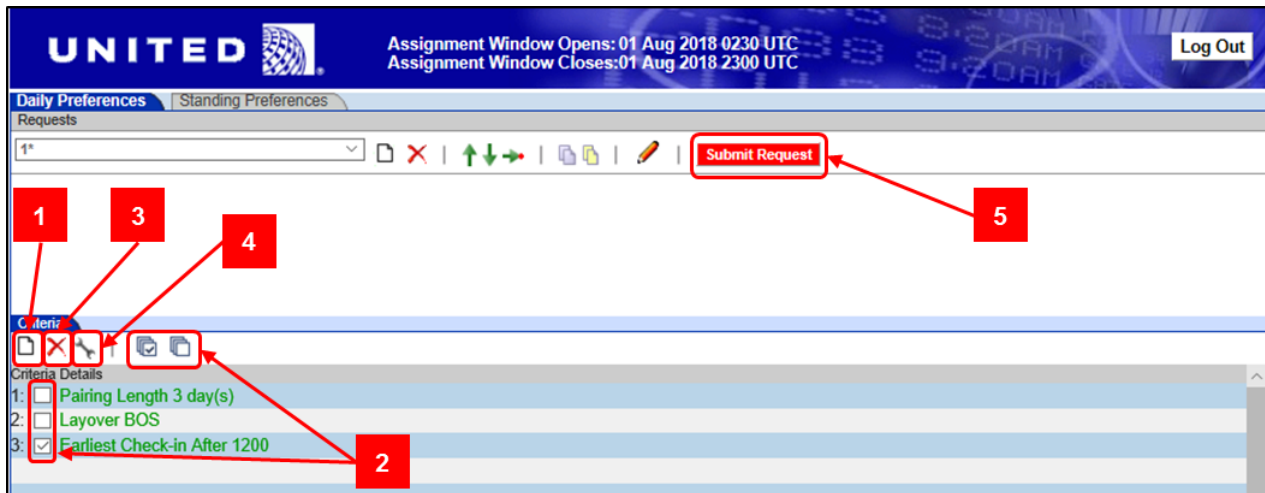 UNITED
Assignment Window Opens: 01 Aug 2018 0230 UTC
Assignment Window Closes:01 Aug 2018 2300 UTC
Log Out
Daily Preferences
Standing Preferences
Requests
1*
Submit Request
1
3
4
5
Criteria
Criteria Details
1: Pairing Length 3 day(s)
2: Layover BOS
3: Earliest Check-in After 1200
2